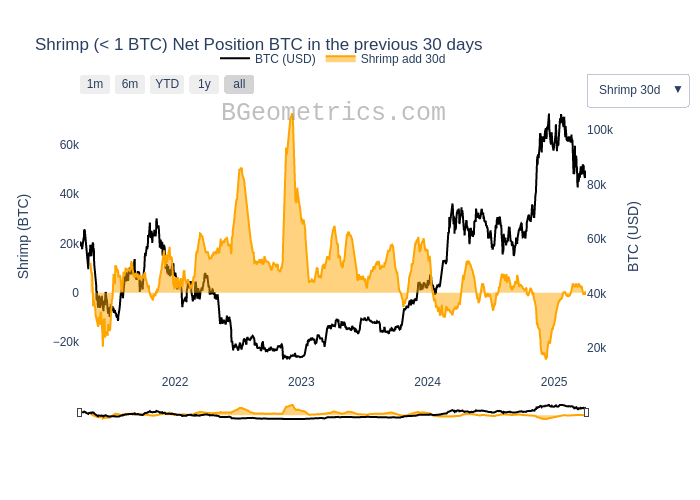 Shrimp (< 1 BTC) Net Position BTC in the previous 30 days
BTC (USD) Shrimp add 30d
1m 6m YTD 1y all
Shrimp 30d ▼
BGeometrics.com
60k
40k
20k
0
−20k
Shrimp (BTC)
100k
80k
60k
40k
20k
BTC (USD)
2022 2023 2024 2025